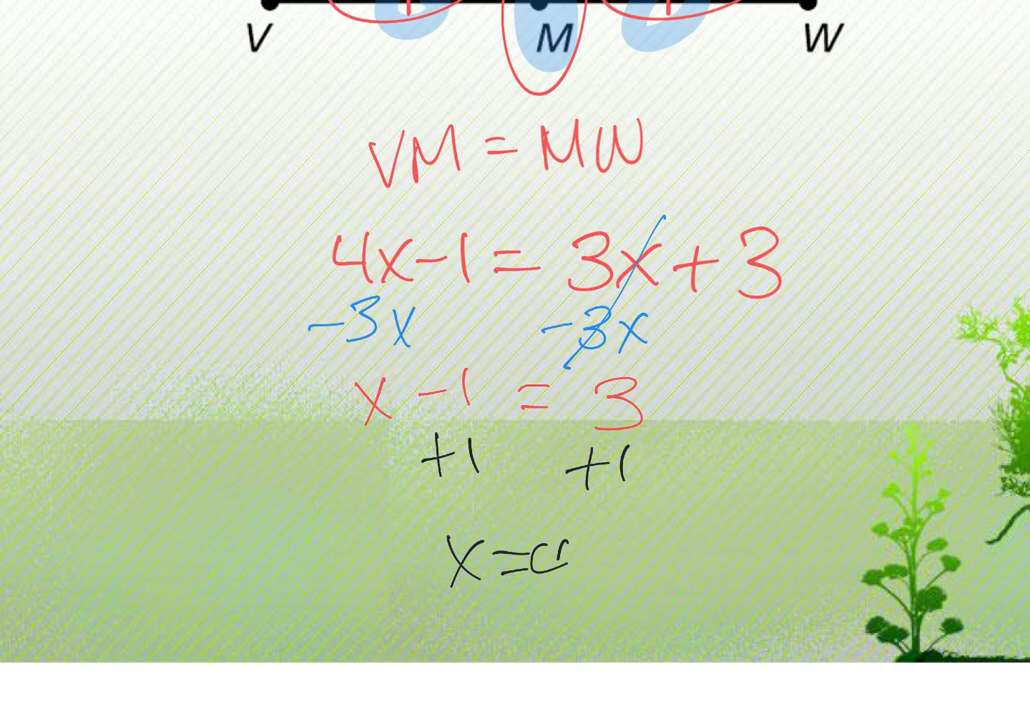 V M W
VM = MW
4x-1 = 3x+3
-3x -3x
x -1 = 3
+1 +1
x=